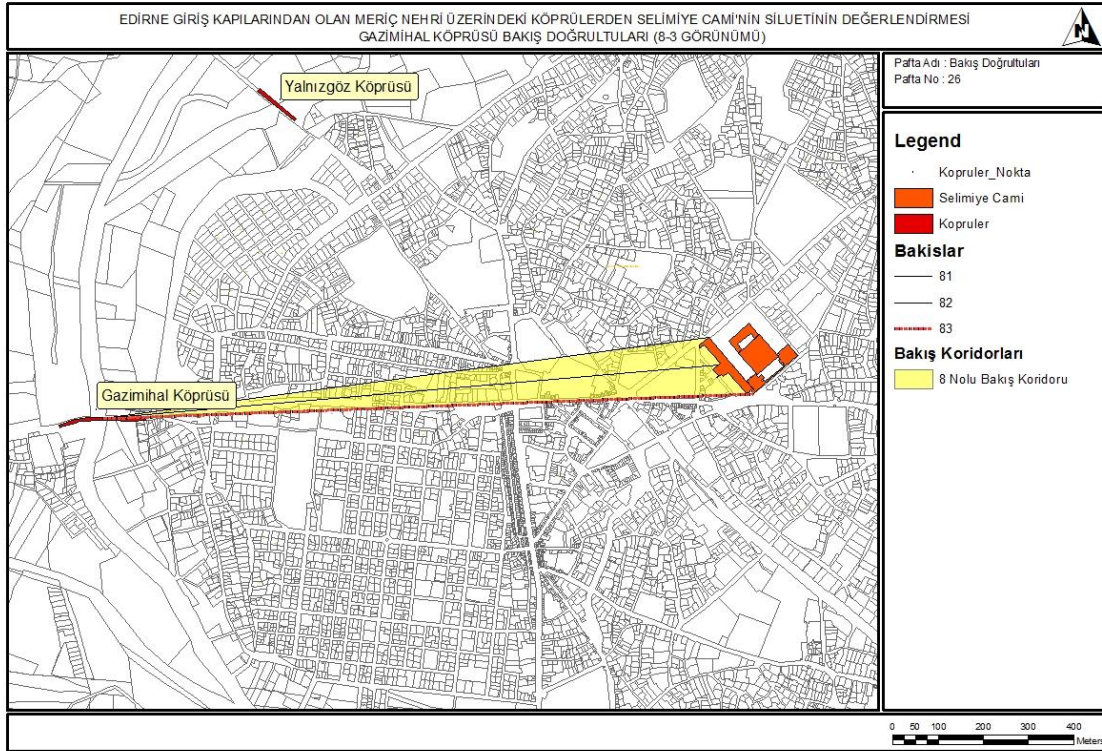 EDİRNE GİRİŞ KAPILARINDAN OLAN MERİÇ NEHRİ ÜZERİNDEKİ KÖPRÜLERDEN SELİMİYE CAMİ'NİN SİLUETİNİN DEĞERLENDİRMESİ
GAZİMİHAL KÖPRÜSÜ BAKIŞ DOĞRULTULARI (8-3 GÖRÜNÜMÜ)
N
Pafta Adı : Bakış Doğrultuları
Pafta No : 26
Yalnızgöz Köprüsü
Gazimihal Köprüsü
Legend
Kopruler_Nokta
Selimiye Cami
Kopruler
Bakislar
81
82
83
Bakış Koridorları
8 Nolu Bakış Koridoru
0 50 100 200 300 400
Meters